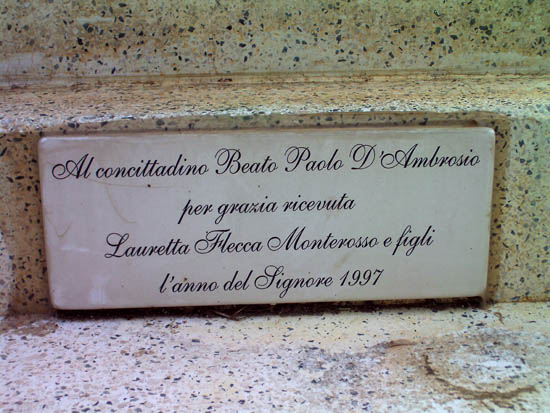 Al concittadino Beato Paolo D'Ambrosio
per grazia ricevuta
Lauretta Flecca Monterosso e figli
l'anno del Signore 1997